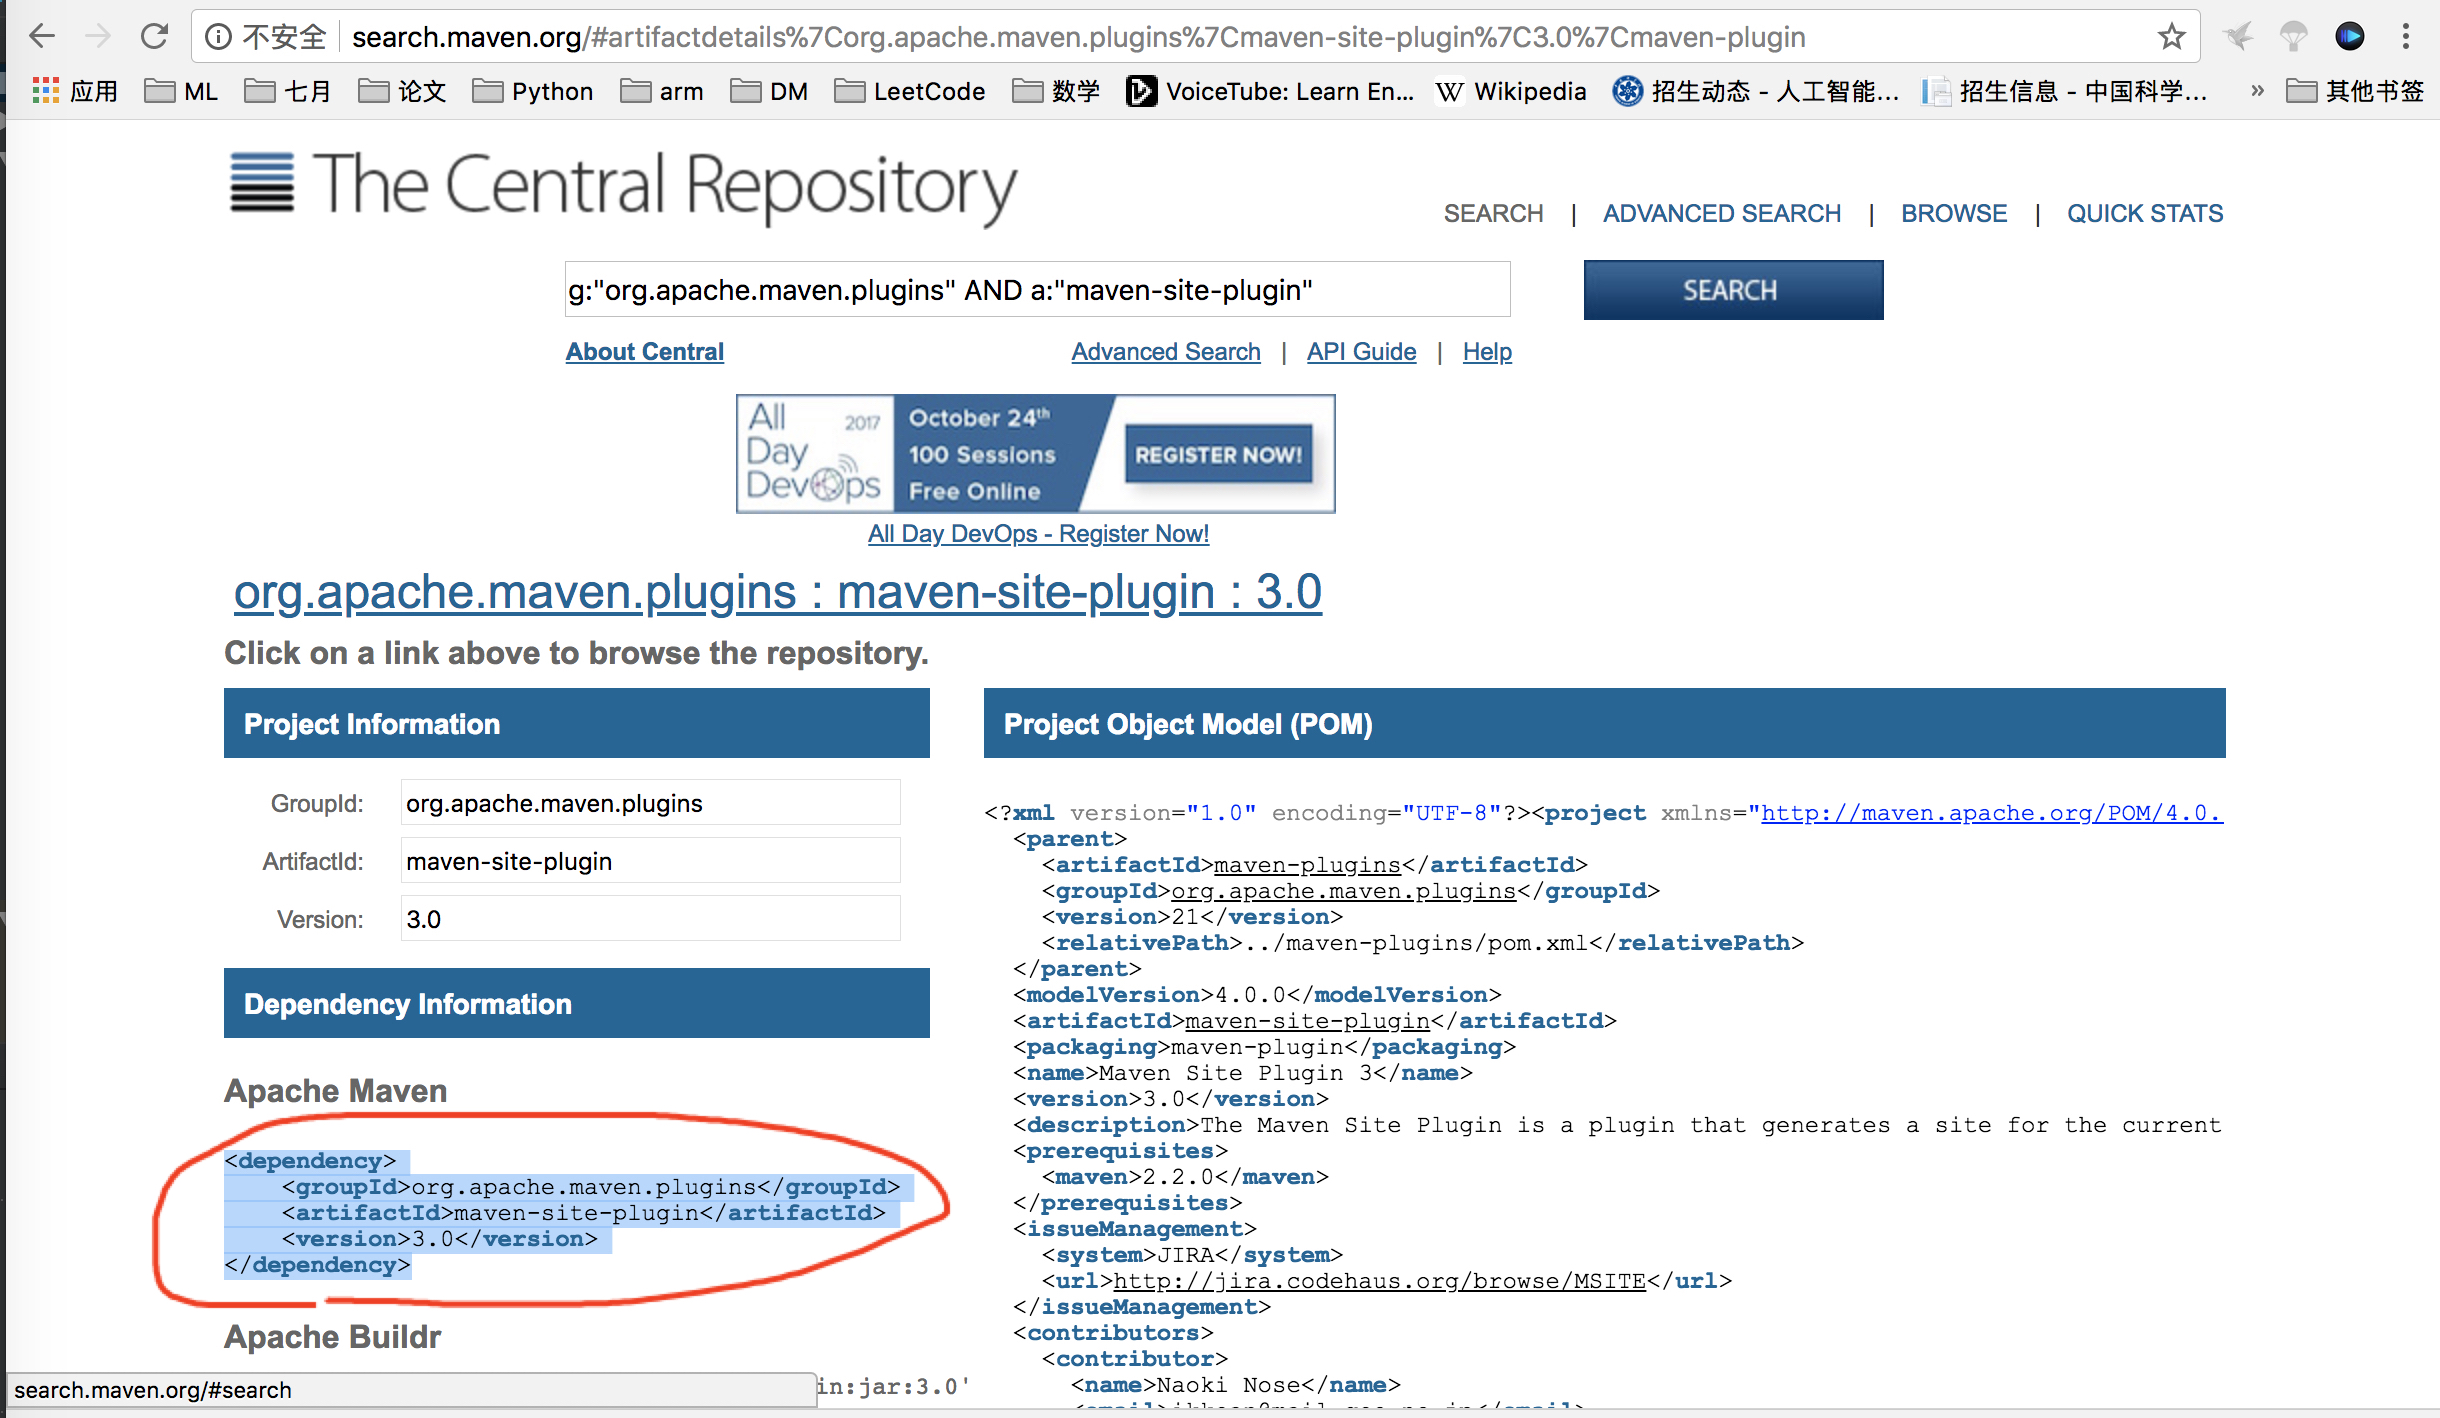 不安全 search.maven.org/#artifactdetails%7Corg.apache.maven.plugins%7Cmaven-site-plugin%7C3.0%7Cmaven-plugin
应用 ML 七月 论文 Python arm DM LeetCode 数学 VoiceTube: Learn En... Wikipedia 招生动态 - 人工智能... 招生信息 - 中国科学... » 其他书签
The Central Repository
SEARCH | ADVANCED SEARCH | BROWSE | QUICK STATS
g:"org.apache.maven.plugins" AND a:"maven-site-plugin"
SEARCH
About Central
Advanced Search | API Guide | Help
All Day DevOps 2017
October 24th
100 Sessions
Free Online
REGISTER NOW!
All Day DevOps - Register Now!
org.apache.maven.plugins : maven-site-plugin : 3.0
Click on a link above to browse the repository.
Project Information
GroupId: org.apache.maven.plugins
ArtifactId: maven-site-plugin
Version: 3.0
Dependency Information
Apache Maven
<dependency>
    <groupId>org.apache.maven.plugins</groupId>
    <artifactId>maven-site-plugin</artifactId>
    <version>3.0</version>
</dependency>
Apache Buildr
in:jar:3.0'
search.maven.org/#search
Project Object Model (POM)
<?xml version="1.0" encoding="UTF-8"?><project xmlns="http://maven.apache.org/POM/4.0.
  <parent>
    <artifactId>maven-plugins</artifactId>
    <groupId>org.apache.maven.plugins</groupId>
    <version>21</version>
    <relativePath>../maven-plugins/pom.xml</relativePath>
  </parent>
  <modelVersion>4.0.0</modelVersion>
  <artifactId>maven-site-plugin</artifactId>
  <packaging>maven-plugin</packaging>
  <name>Maven Site Plugin 3</name>
  <version>3.0</version>
  <description>The Maven Site Plugin is a plugin that generates a site for the current
  <prerequisites>
    <maven>2.2.0</maven>
  </prerequisites>
  <issueManagement>
    <system>JIRA</system>
    <url>http://jira.codehaus.org/browse/MSITE</url>
  </issueManagement>
  <contributors>
    <contributor>
      <name>Naoki Nose</name>